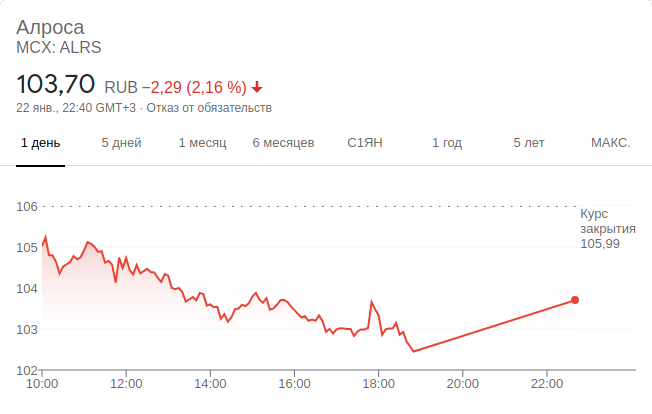 Алроса
MCX: ALRS
103,70 RUB −2,29 (2,16 %)
22 янв., 22:40 GMT+3 · Отказ от обязательств
1 день 5 дней 1 месяц 6 месяцев С1ЯН 1 год 5 лет МАКС.
106
Курс
закрытия
105,99
105
104
103
102
10:00 12:00 14:00 16:00 18:00 20:00 22:00